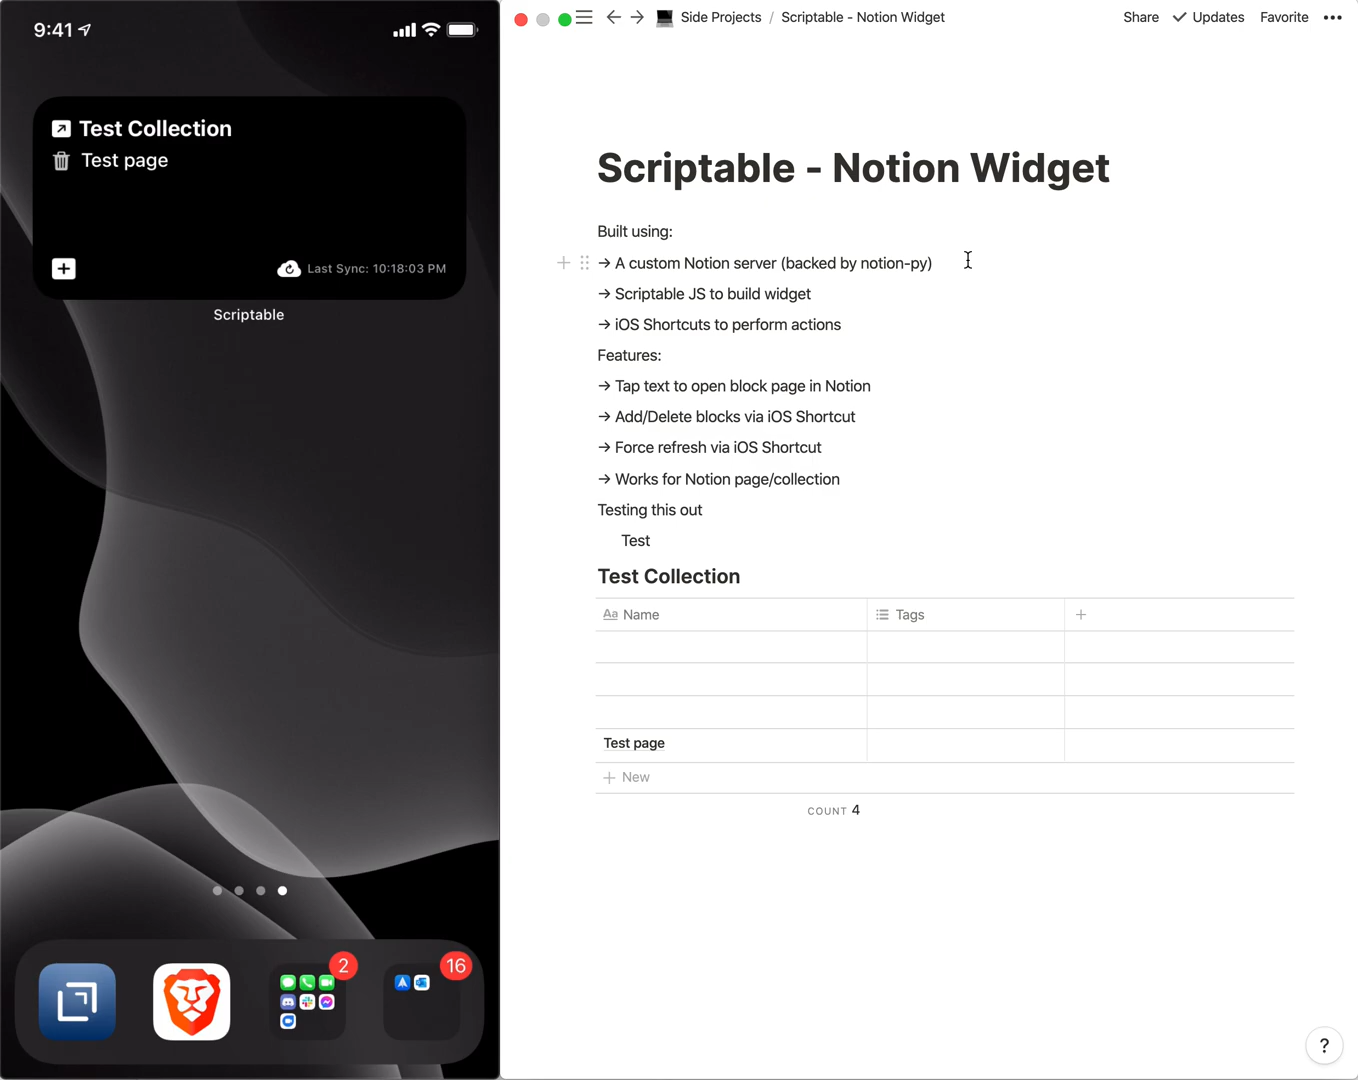 9:41
Test Collection
Test page
Last Sync: 10:18:03 PM
Scriptable
2
16
Side Projects / Scriptable - Notion Widget
Share
Updates
Favorite
Scriptable - Notion Widget
Built using:
→ A custom Notion server (backed by notion-py)
→ Scriptable JS to build widget
→ iOS Shortcuts to perform actions
Features:
→ Tap text to open block page in Notion
→ Add/Delete blocks via iOS Shortcut
→ Force refresh via iOS Shortcut
→ Works for Notion page/collection
Testing this out
Test
Test Collection
Aa Name
Tags
Test page
+ New
COUNT 4
?